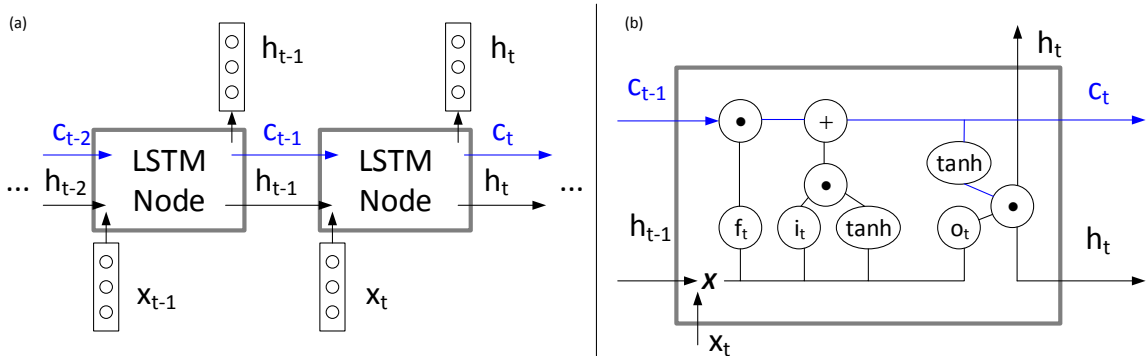 (a)
h_{t-1}
h_t
c_{t-2}
LSTM
Node
c_{t-1}
LSTM
Node
c_t
...
h_{t-2}
h_{t-1}
h_t
...
x_{t-1}
x_t
(b)
h_t
c_{t-1}
c_t
•
+
tanh
•
•
h_{t-1}
f_t
i_t
tanh
o_t
h_t
X
x_t